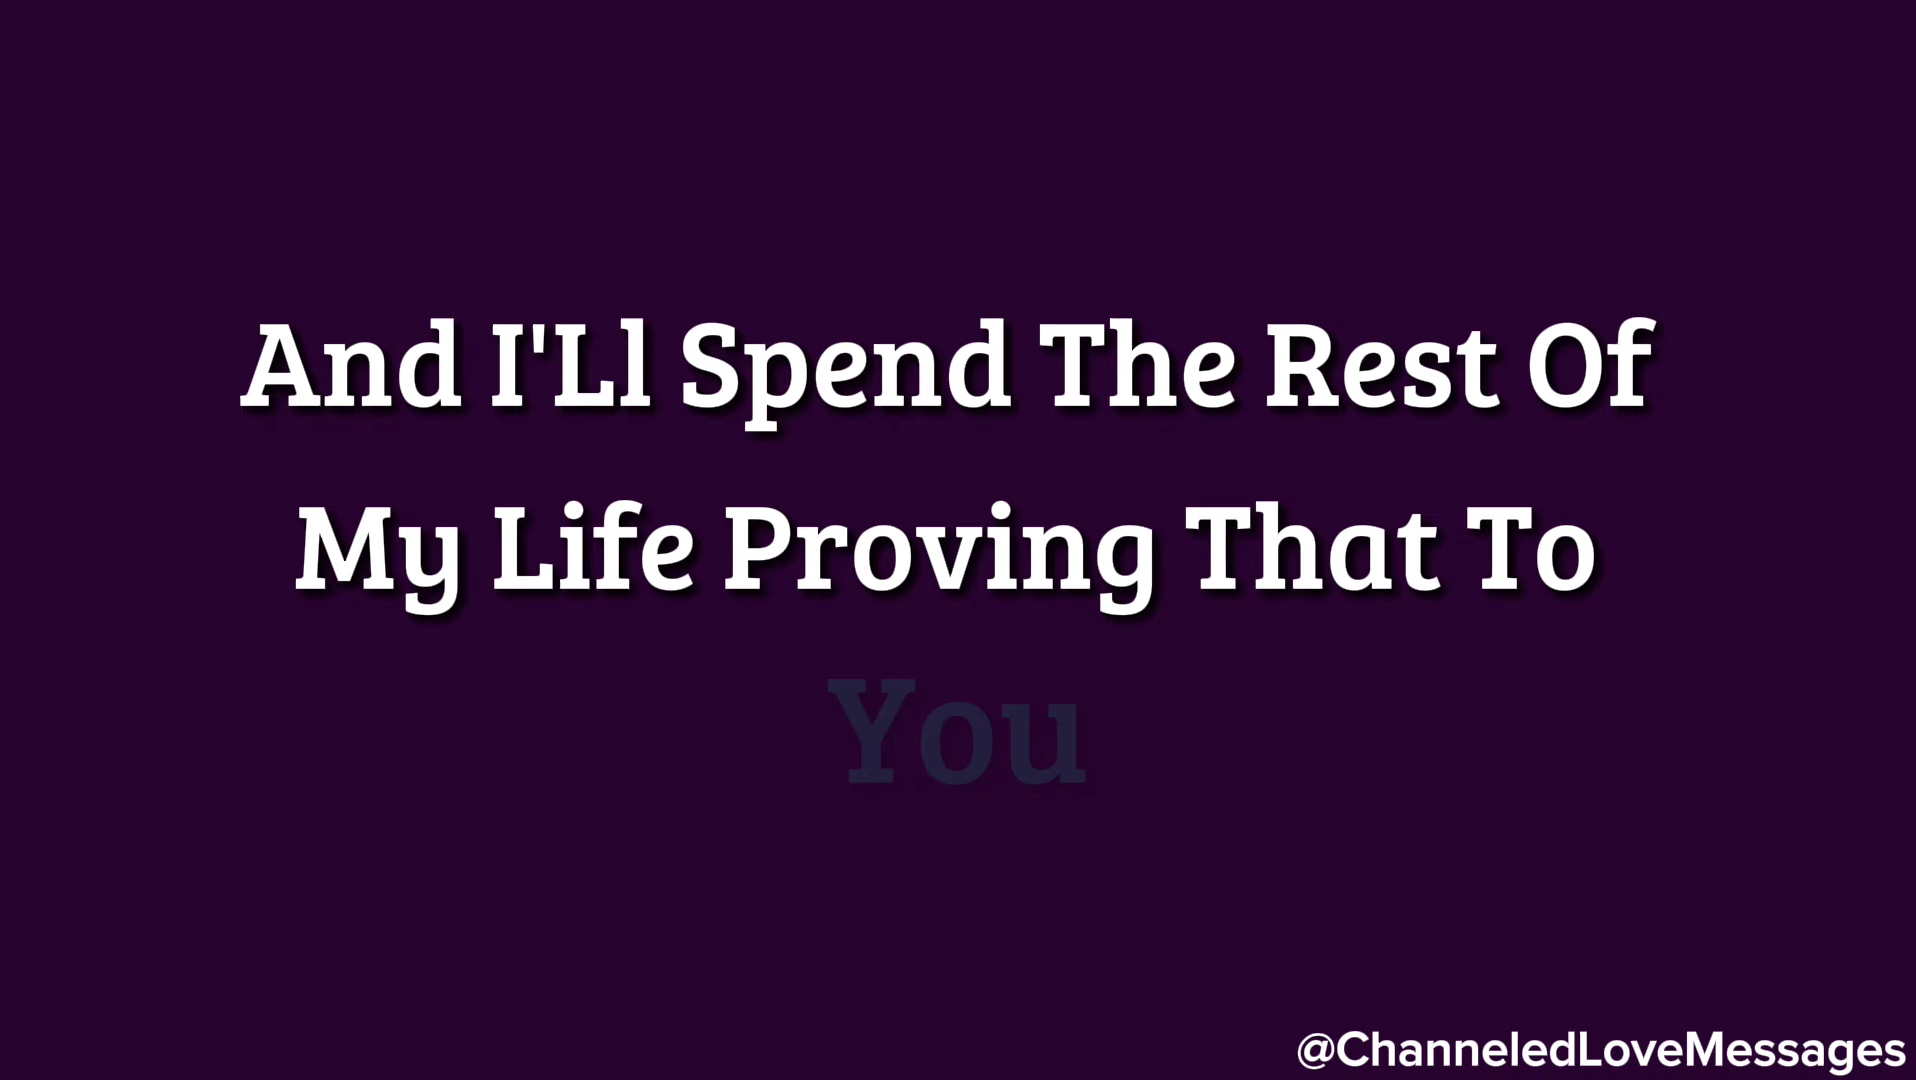 And I'Ll Spend The Rest Of
My Life Proving That To
You
@ChanneledLoveMessages